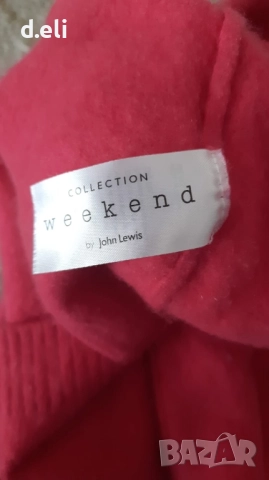 d.eli
COLLECTION
weekend
by John Lewis
BAZAR